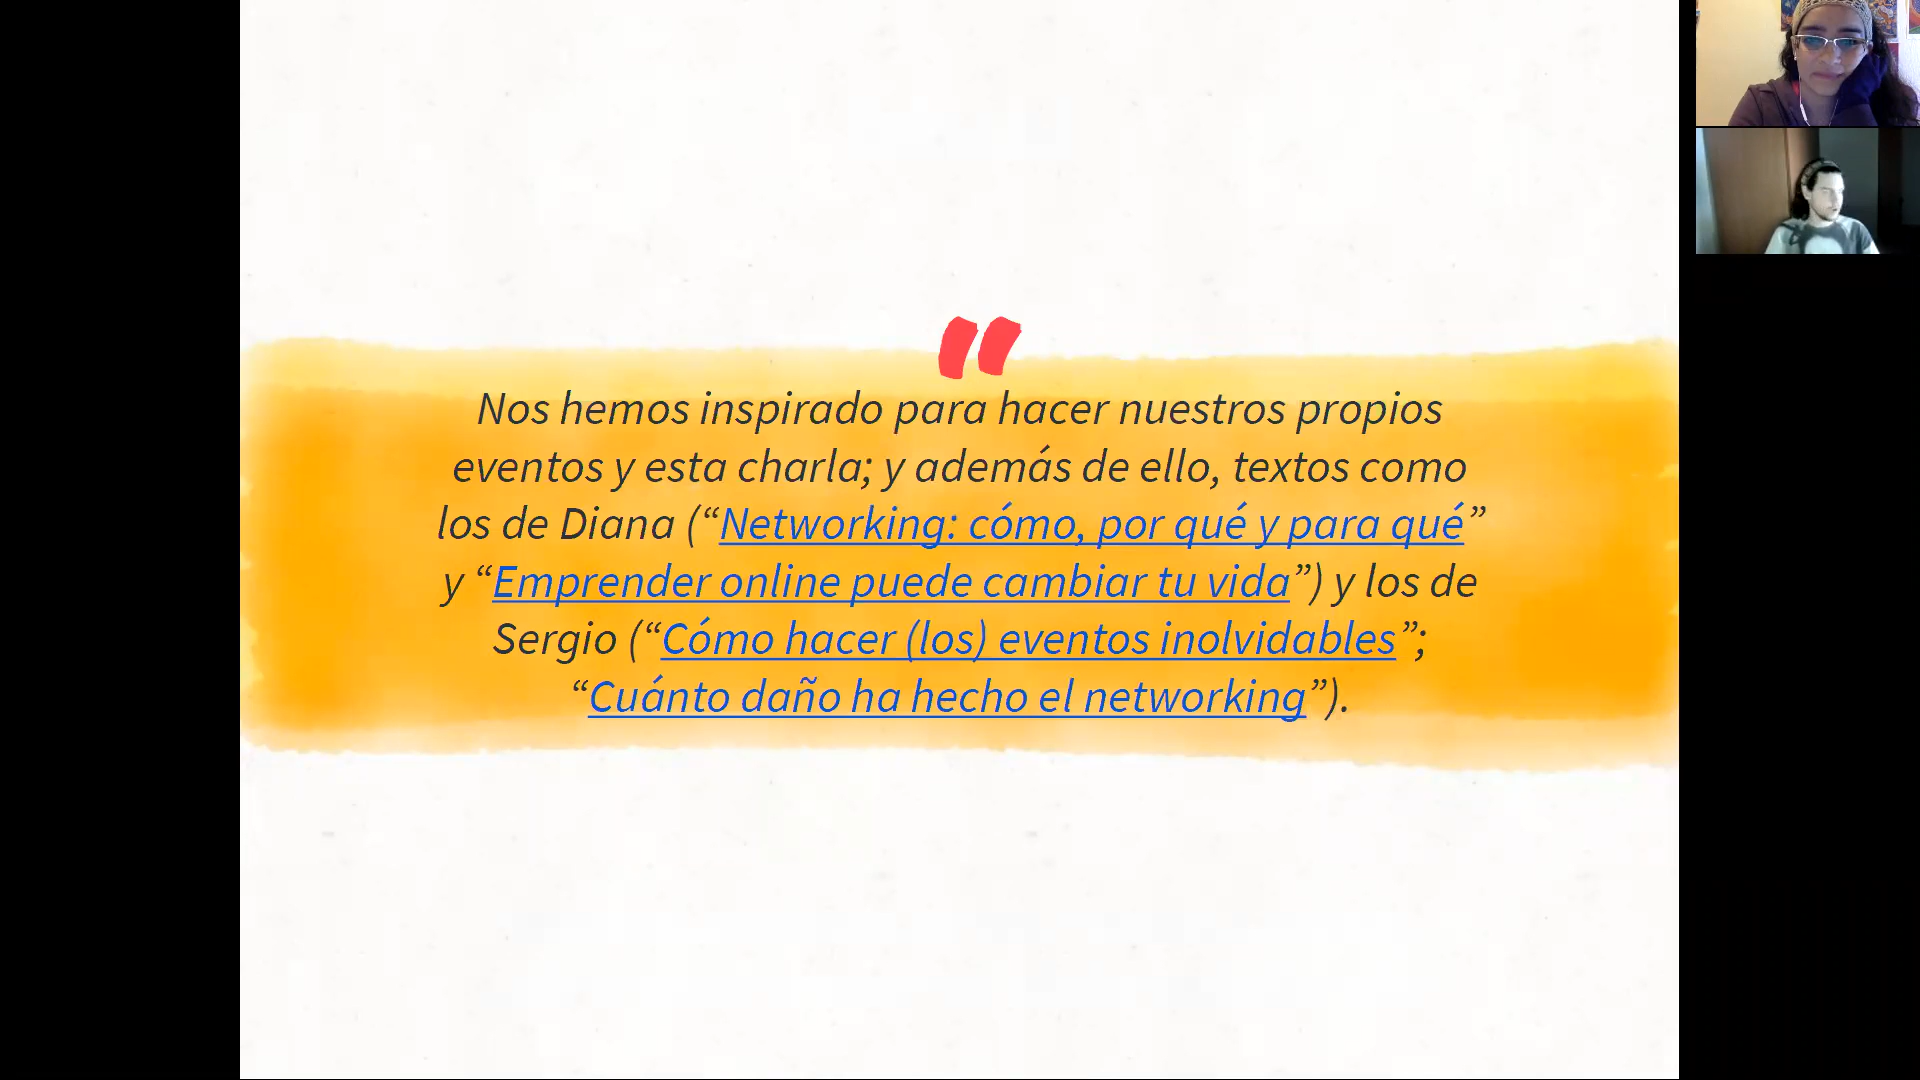 "
Nos hemos inspirado para hacer nuestros propios
eventos y esta charla; y además de ello, textos como
los de Diana (“Networking: cómo, por qué y para qué”
y “Emprender online puede cambiar tu vida”) y los de
Sergio (“Cómo hacer (los) eventos inolvidables”;
“Cuánto daño ha hecho el networking”).